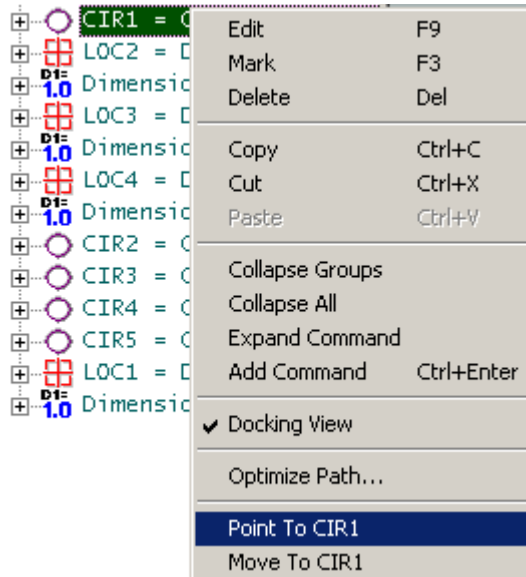 CIR1 = C
LOC2 = D
D1=
1.0 Dimensic
LOC3 = D
D1=
1.0 Dimensic
LOC4 = D
D1=
1.0 Dimensic
CIR2 = C
CIR3 = C
CIR4 = C
CIR5 = C
LOC1 = D
D1=
1.0 Dimensic
Edit F9
Mark F3
Delete Del
Copy Ctrl+C
Cut Ctrl+X
Paste Ctrl+V
Collapse Groups
Collapse All
Expand Command
Add Command Ctrl+Enter
Docking View
Optimize Path...
Point To CIR1
Move To CIR1